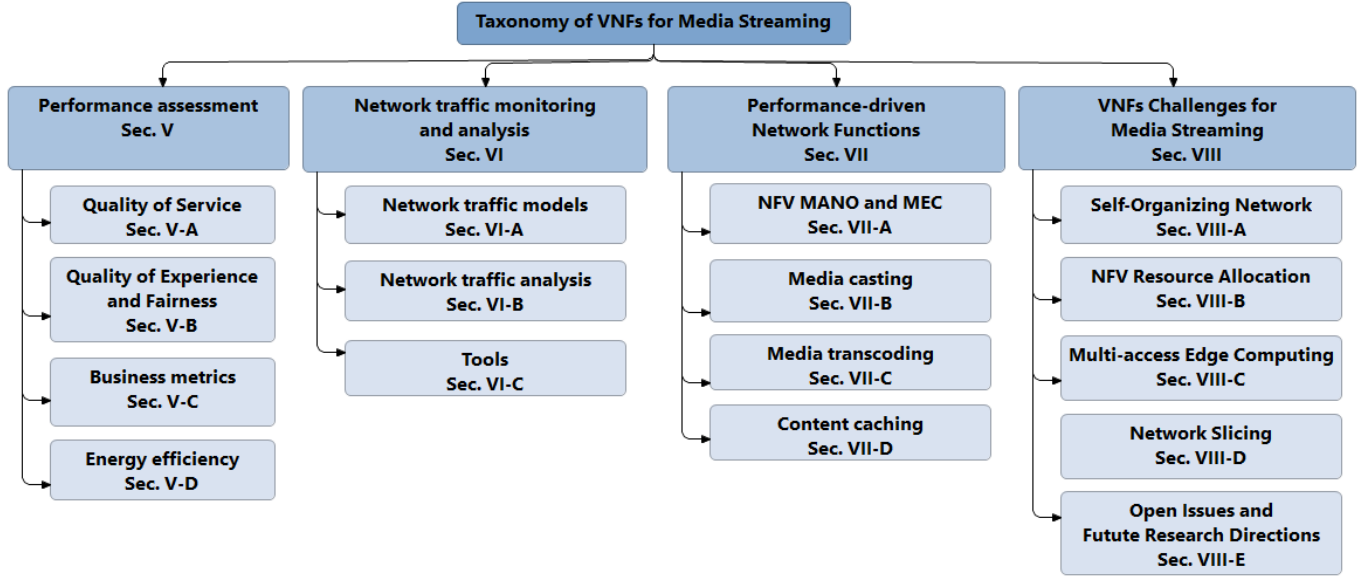 Taxonomy of VNFs for Media Streaming
Performance assessment
Sec. V
Quality of Service
Sec. V-A
Quality of Experience
and Fairness
Sec. V-B
Business metrics
Sec. V-C
Energy efficiency
Sec. V-D
Network traffic monitoring
and analysis
Sec. VI
Network traffic models
Sec. VI-A
Network traffic analysis
Sec. VI-B
Tools
Sec. VI-C
Performance-driven
Network Functions
Sec. VII
NFV MANO and MEC
Sec. VII-A
Media casting
Sec. VII-B
Media transcoding
Sec. VII-C
Content caching
Sec. VII-D
VNFs Challenges for
Media Streaming
Sec. VIII
Self-Organizing Network
Sec. VIII-A
NFV Resource Allocation
Sec. VIII-B
Multi-access Edge Computing
Sec. VIII-C
Network Slicing
Sec. VIII-D
Open Issues and
Futute Research Directions
Sec. VIII-E